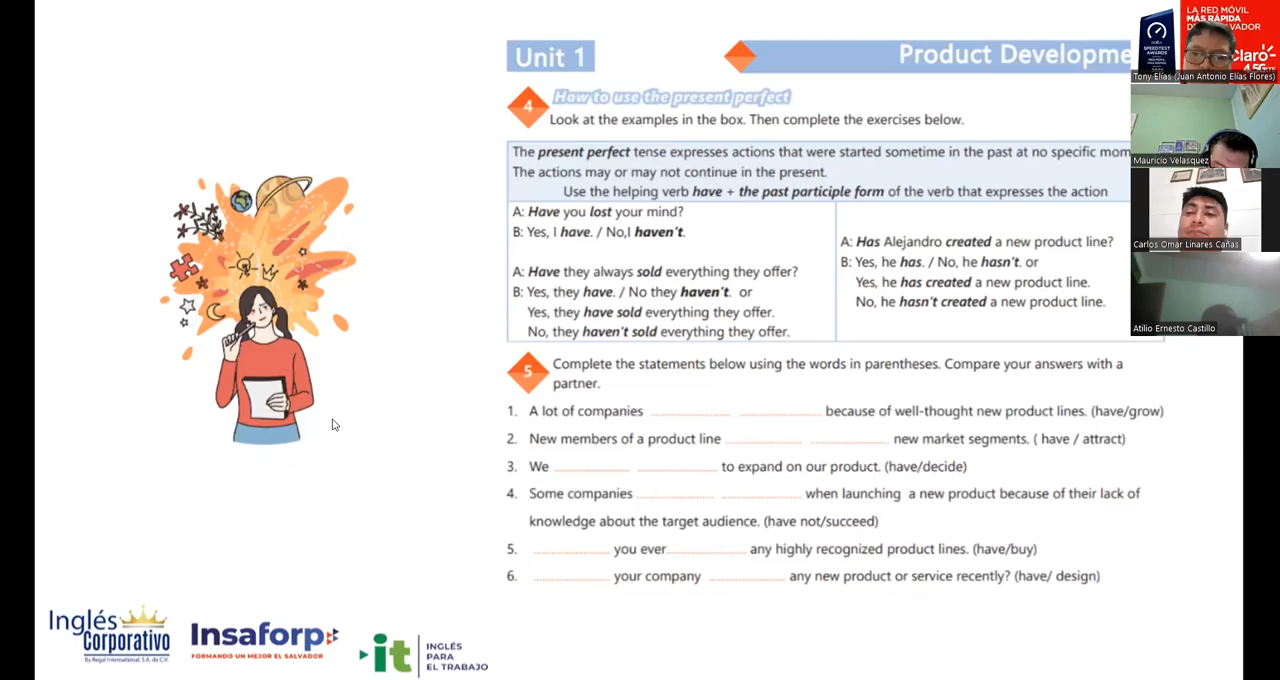 Unit 1
Product Developme
4
How to use the present perfect
Look at the examples in the box. Then complete the exercises below.
The present perfect tense expresses actions that were started sometime in the past at no specific mom
The actions may or may not continue in the present.
Use the helping verb have + the past participle form of the verb that expresses the action
A: Have you lost your mind?
B: Yes, I have. / No,I haven't.
A: Have they always sold everything they offer?
B: Yes, they have. / No they haven't. or
Yes, they have sold everything they offer.
No, they haven't sold everything they offer.
A: Has Alejandro created a new product line?
B: Yes, he has. / No, he hasn't. or
Yes, he has created a new product line.
No, he hasn't created a new product line.
5
Complete the statements below using the words in parentheses. Compare your answers with a
partner.
1. A lot of companies because of well-thought new product lines. (have/grow)
2. New members of a product line new market segments. ( have / attract)
3. We to expand on our product. (have/decide)
4. Some companies when launching a new product because of their lack of
knowledge about the target audience. (have not/succeed)
5. you ever any highly recognized product lines. (have/buy)
6. your company any new product or service recently? (have/ design)
Inglés
Corporativo
By Regal International, S.A. de C.V.
Insaforp
FORMANDO UN MEJOR EL SALVADOR
it
INGLÉS
PARA
EL TRABAJO
LA RED MÓVIL
MÁS RÁPIDA
DE SALVADOR
SPEEDTEST
AWARDS
Claro
4.5G
Tony Elías (Juan Antonio Elías Flores)
Mauricio Velasquez
Carlos Omar Linares Cañas
Atilio Ernesto Castillo